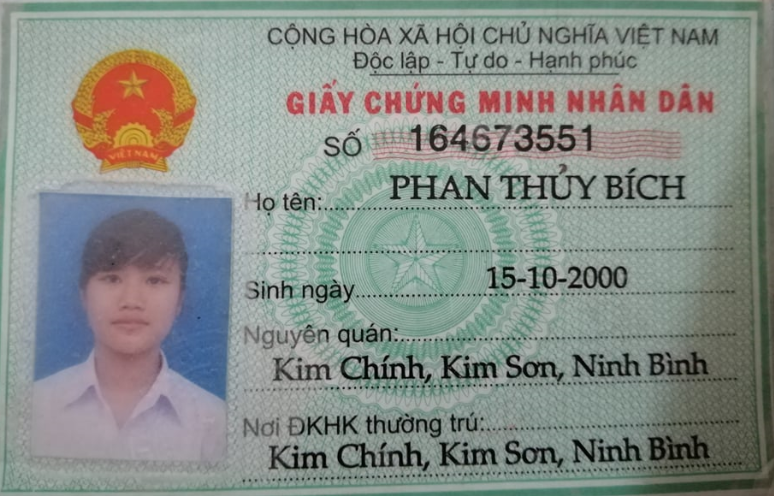 CỘNG HÒA XÃ HỘI CHỦ NGHĨA VIỆT NAM
Độc lập - Tự do - Hạnh phúc
GIẤY CHỨNG MINH NHÂN DÂN
SỐ 164673551
VIỆT NAM
Họ tên: PHAN THỦY BÍCH
Sinh ngày 15-10-2000
Nguyên quán:
Kim Chính, Kim Sơn, Ninh Bình
Nơi ĐKHK thường trú:
Kim Chính, Kim Sơn, Ninh Bình